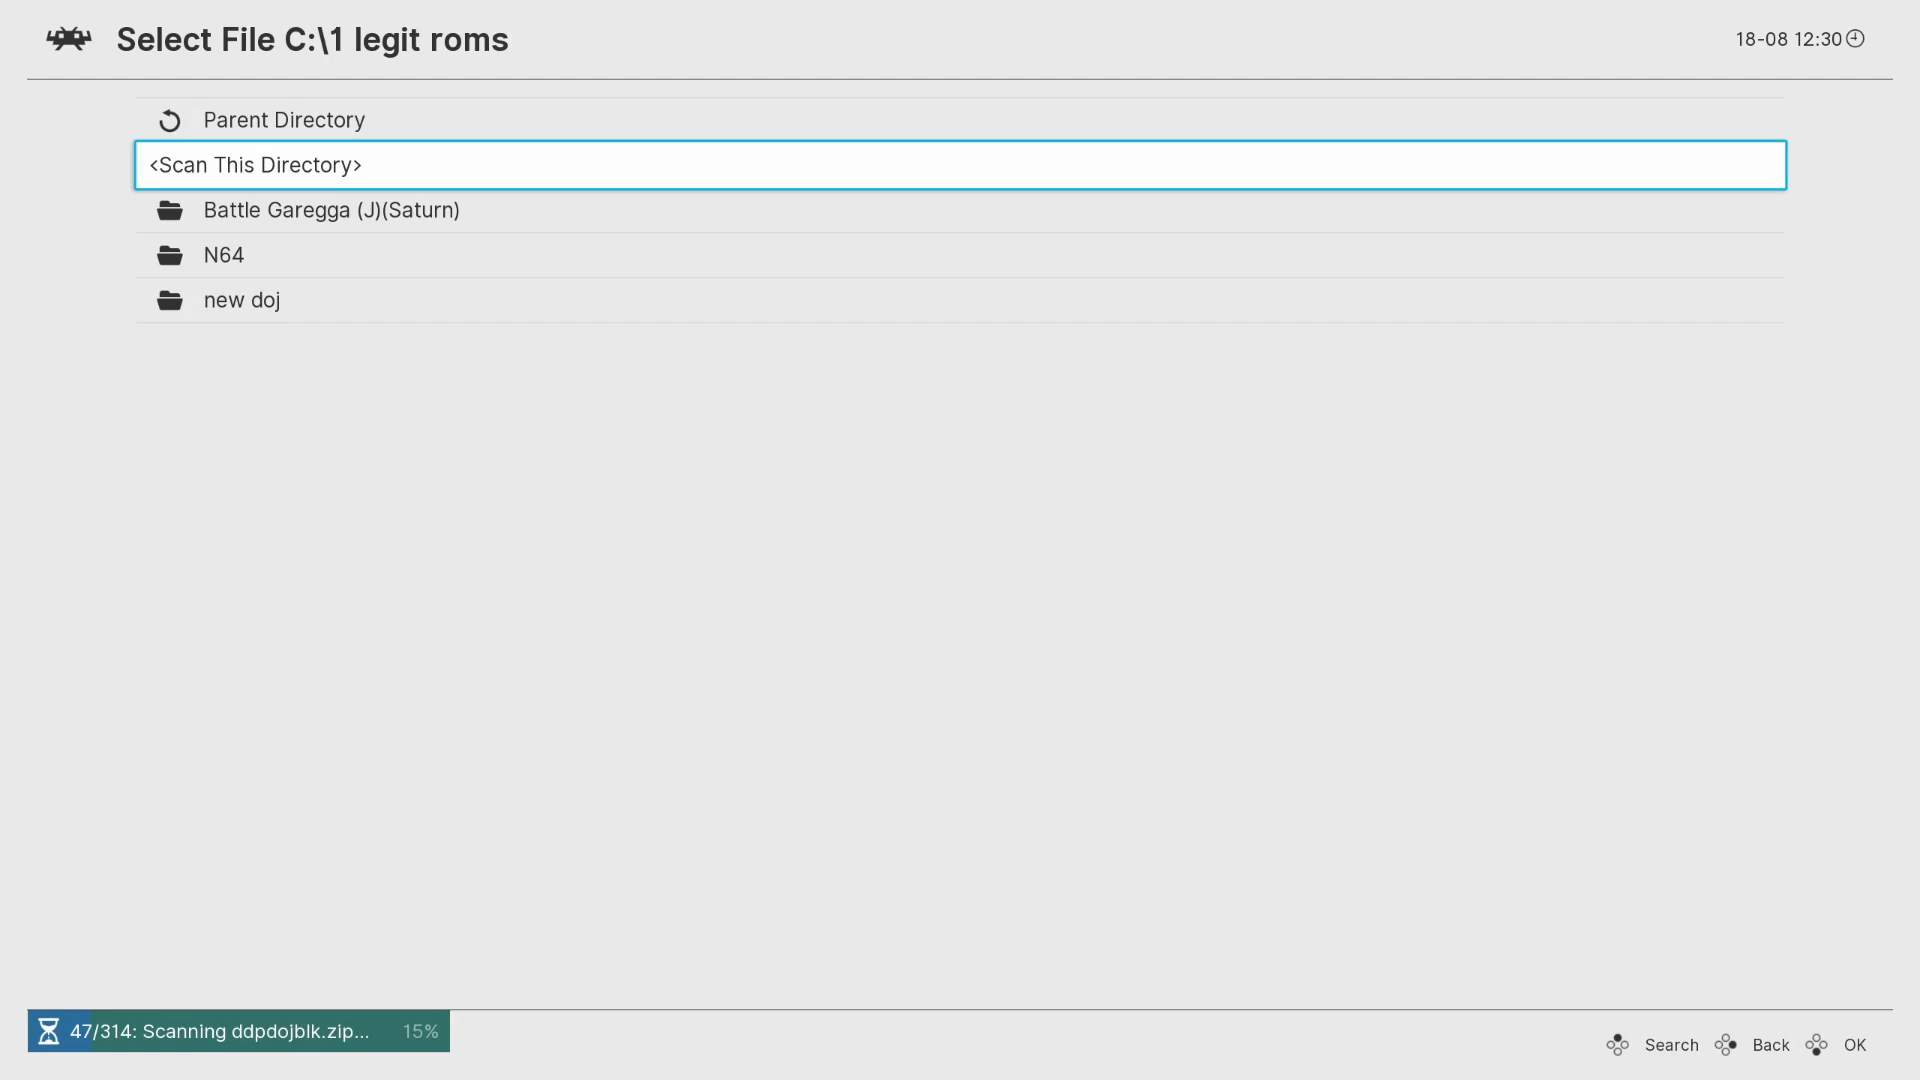 Select File C:\1 legit roms
18-08 12:30
Parent Directory
<Scan This Directory>
Battle Garegga (J)(Saturn)
N64
new doj
47/314: Scanning ddpdojblk.zip... 15%
Search Back OK